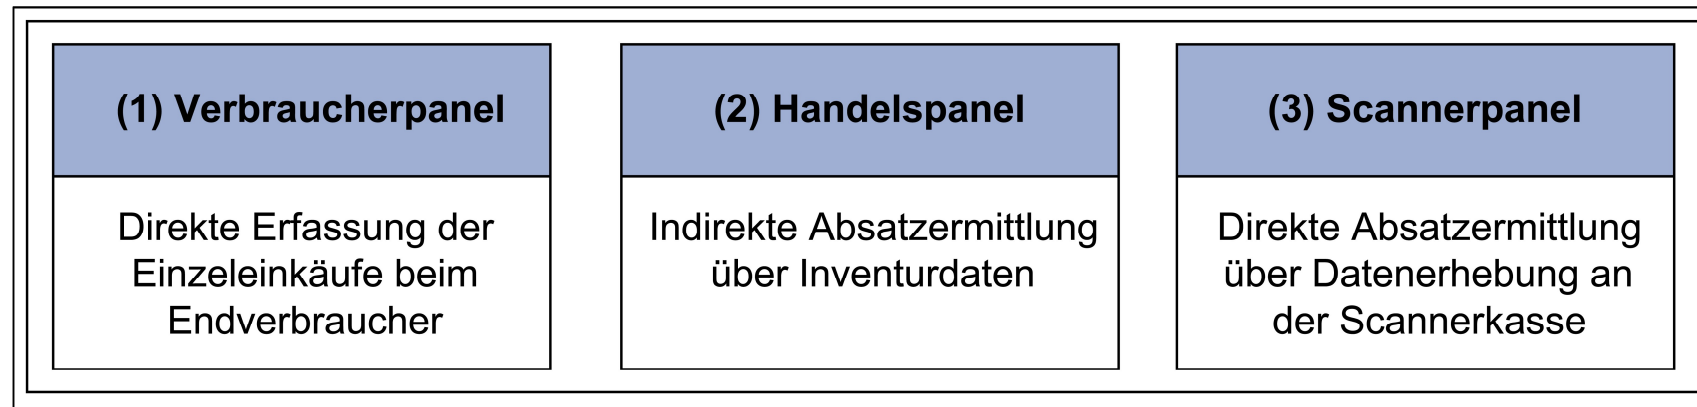 (1) Verbraucherpanel
Direkte Erfassung der
Einzeleinkäufe beim
Endverbraucher
(2) Handelspanel
Indirekte Absatzermittlung
über Inventurdaten
(3) Scannerpanel
Direkte Absatzermittlung
über Datenerhebung an
der Scannerkasse